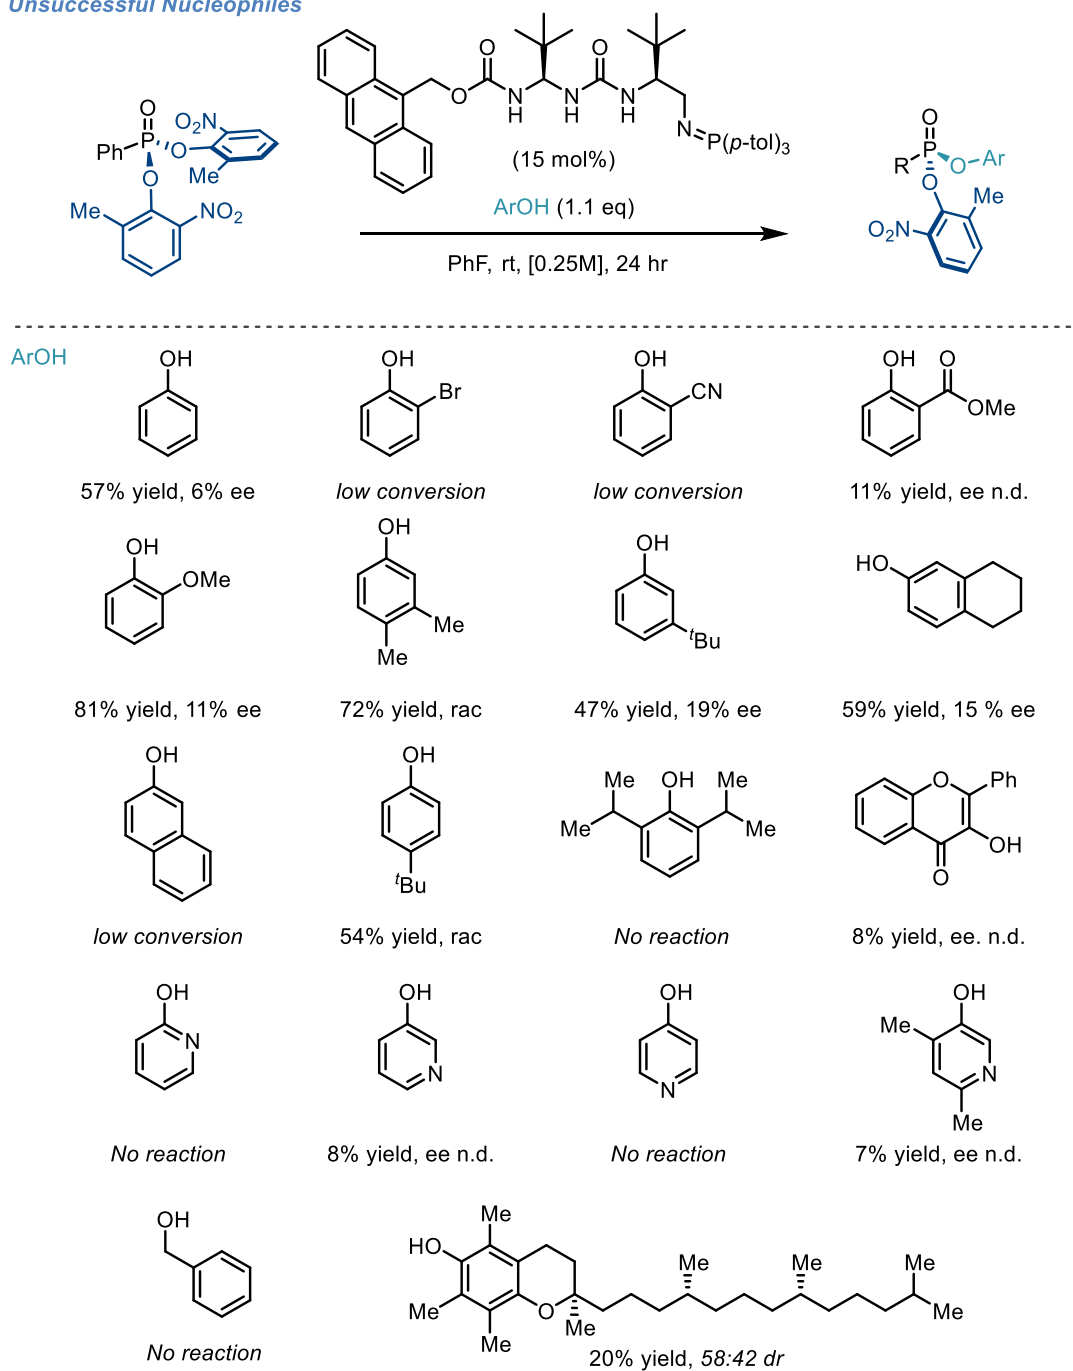 Unsuccessful Nucleophiles
O
Ph
P
O
O
O₂N
Me
Me
NO₂
O
O
N
H
N
H
O
N
H
N
P(p-tol)₃
(15 mol%)
ArOH (1.1 eq)
PhF, rt, [0.25M], 24 hr
O
R
P
O
Ar
O
Me
O₂N
ArOH
OH
OH
Br
OH
CN
OH
O
OMe
57% yield, 6% ee
low conversion
low conversion
11% yield, ee n.d.
OH
OMe
OH
Me
Me
OH
ᵗBu
HO
81% yield, 11% ee
72% yield, rac
47% yield, 19% ee
59% yield, 15 % ee
OH
OH
ᵗBu
Me
Me
OH
Me
Me
O
Ph
OH
O
low conversion
54% yield, rac
No reaction
8% yield, ee. n.d.
OH
N
OH
N
OH
N
OH
Me
N
Me
No reaction
8% yield, ee n.d.
No reaction
7% yield, ee n.d.
OH
HO
Me
Me
Me
O
Me
Me
Me
Me
Me
No reaction
20% yield, 58:42 dr